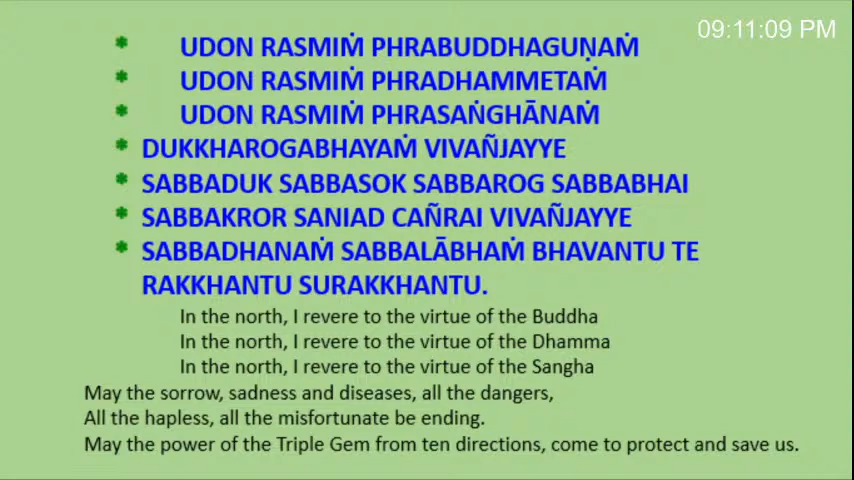 09:11:09 PM
* UDON RASMIṀ PHRABUDDHAGUṆAṀ
* UDON RASMIṀ PHRADHAMMETAṀ
* UDON RASMIṀ PHRASAṄGHĀNAṀ
* DUKKHAROGABHAYAṀ VIVAÑJAYYE
* SABBADUK SABBASOK SABBAROG SABBABHAI
* SABBAKROR SANIAD CAÑRAI VIVAÑJAYYE
* SABBADHANAṀ SABBALĀBHAṀ BHAVANTU TE
RAKKHANTU SURAKKHANTU.
In the north, I revere to the virtue of the Buddha
In the north, I revere to the virtue of the Dhamma
In the north, I revere to the virtue of the Sangha
May the sorrow, sadness and diseases, all the dangers,
All the hapless, all the misfortunate be ending.
May the power of the Triple Gem from ten directions, come to protect and save us.